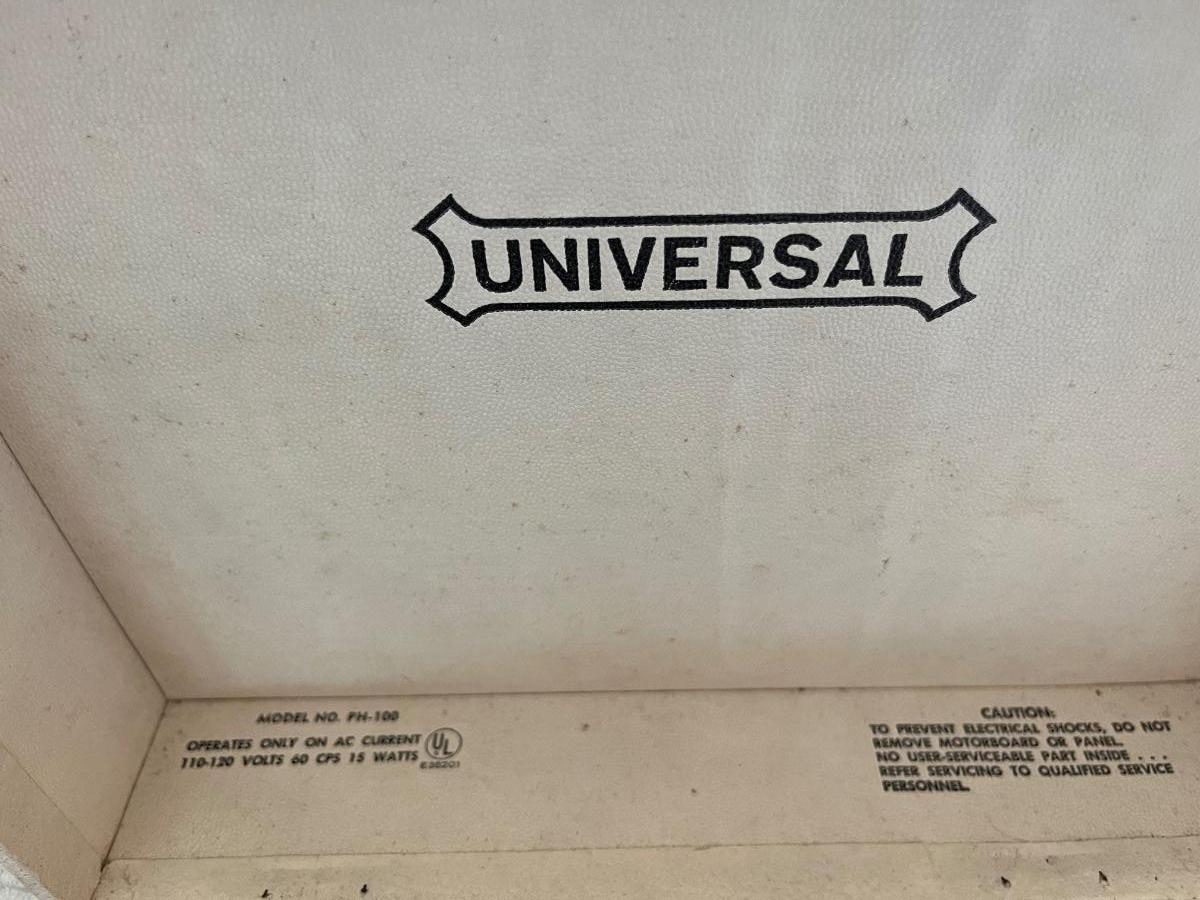 UNIVERSAL
MODEL NO. PH-100
OPERATES ONLY ON AC CURRENT
110-120 VOLTS 60 CPS 15 WATTS
UL
E36201
CAUTION:
TO PREVENT ELECTRICAL SHOCKS, DO NOT
REMOVE MOTORBOARD OR PANEL.
NO USER-SERVICEABLE PART INSIDE . . .
REFER SERVICING TO QUALIFIED SERVICE
PERSONNEL.